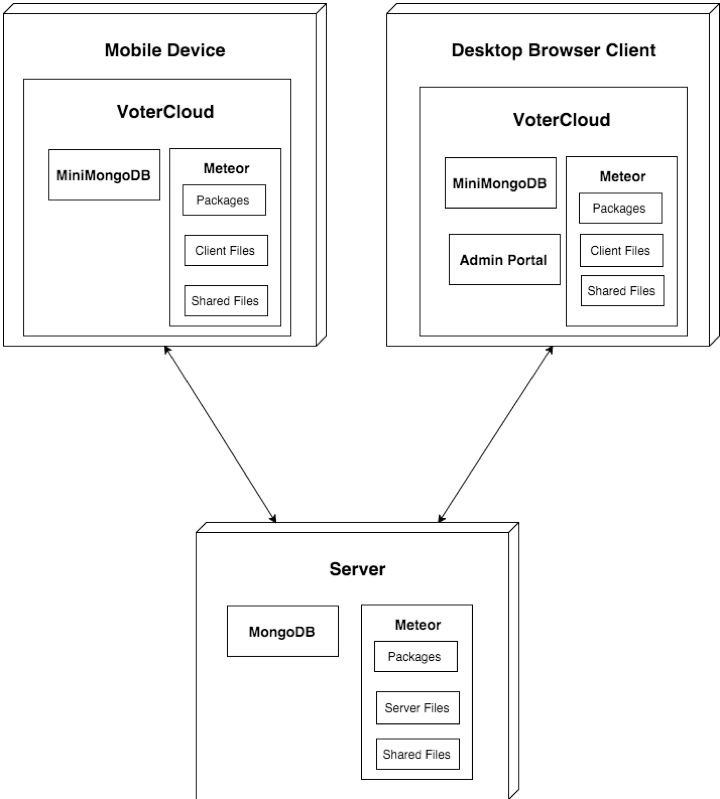 Mobile Device
VoterCloud
MiniMongoDB
Meteor
Packages
Client Files
Shared Files
Desktop Browser Client
VoterCloud
MiniMongoDB
Admin Portal
Meteor
Packages
Client Files
Shared Files
Server
MongoDB
Meteor
Packages
Server Files
Shared Files